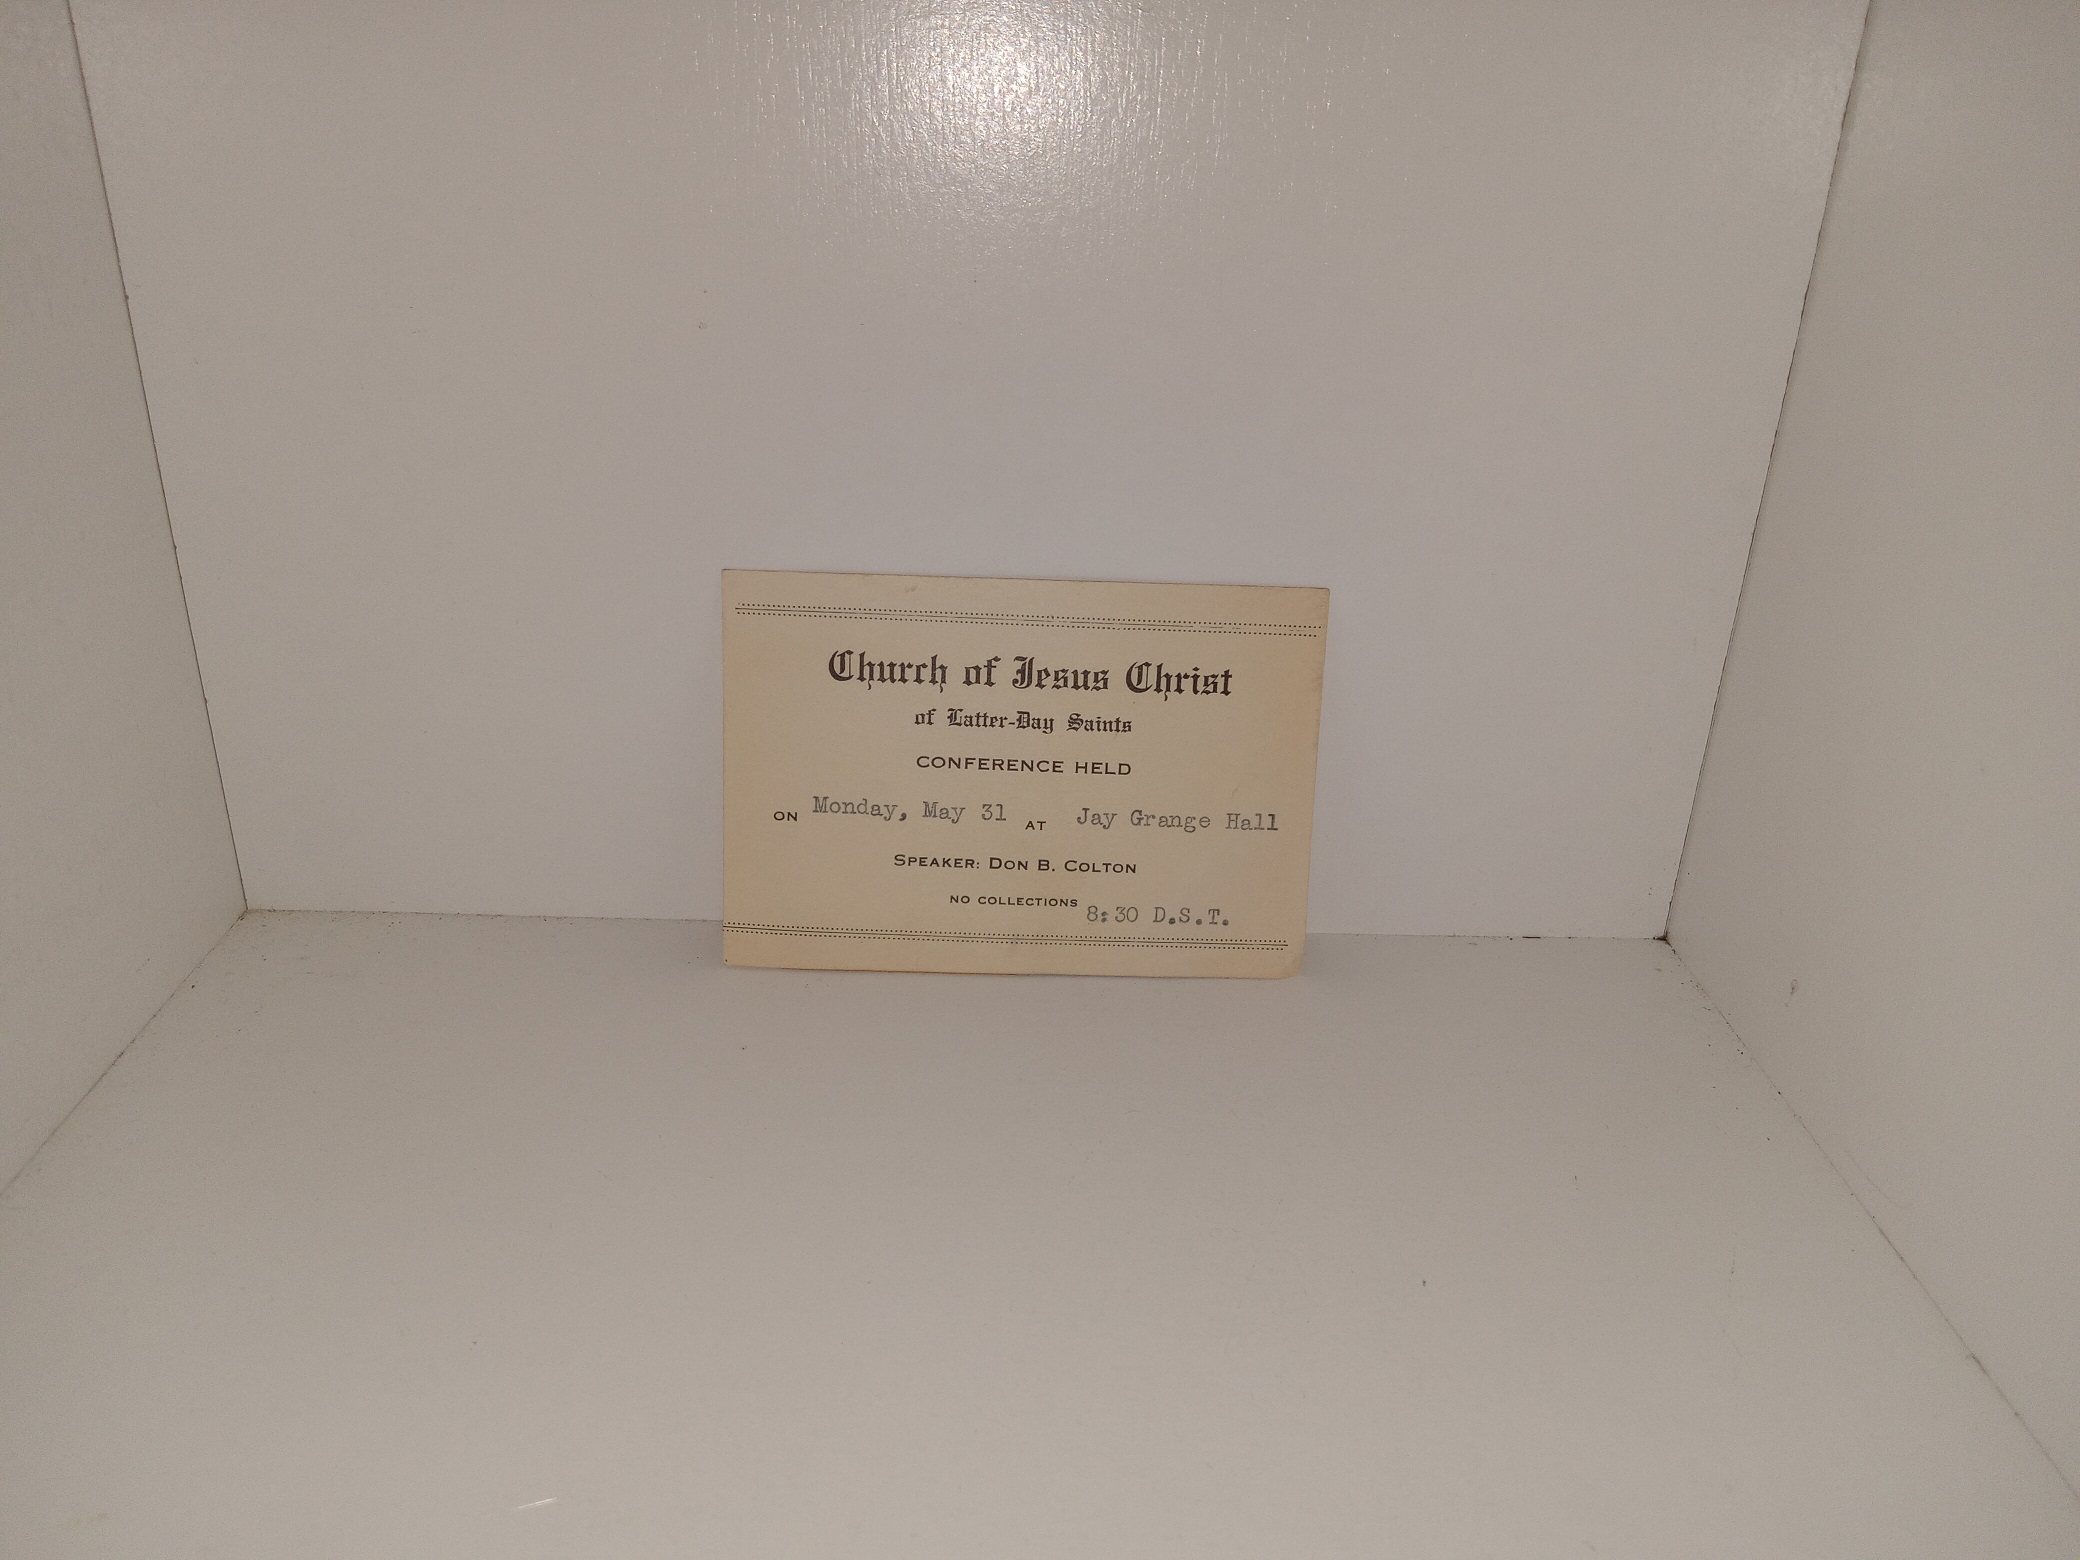 Church of Jesus Christ
of Latter-Day Saints
CONFERENCE HELD
ON Monday, May 31 AT Jay Grange Hall
SPEAKER: DON B. COLTON
NO COLLECTIONS 8:30 D.S.T.